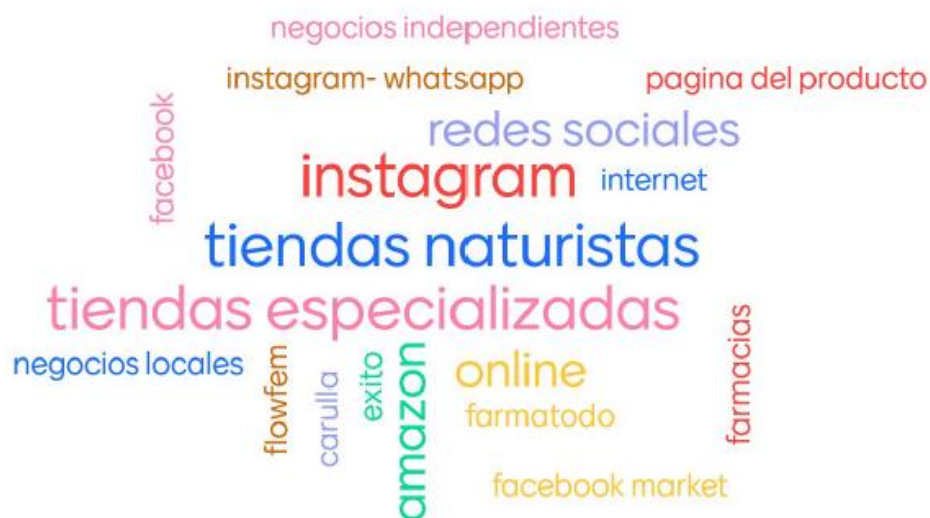 negocios independientes
instagram- whatsapp
pagina del producto
facebook
redes sociales
instagram
internet
tiendas naturistas
tiendas especializadas
negocios locales
flowfem
carulla
exito
amazon
online
farmatodo
farmacias
facebook market